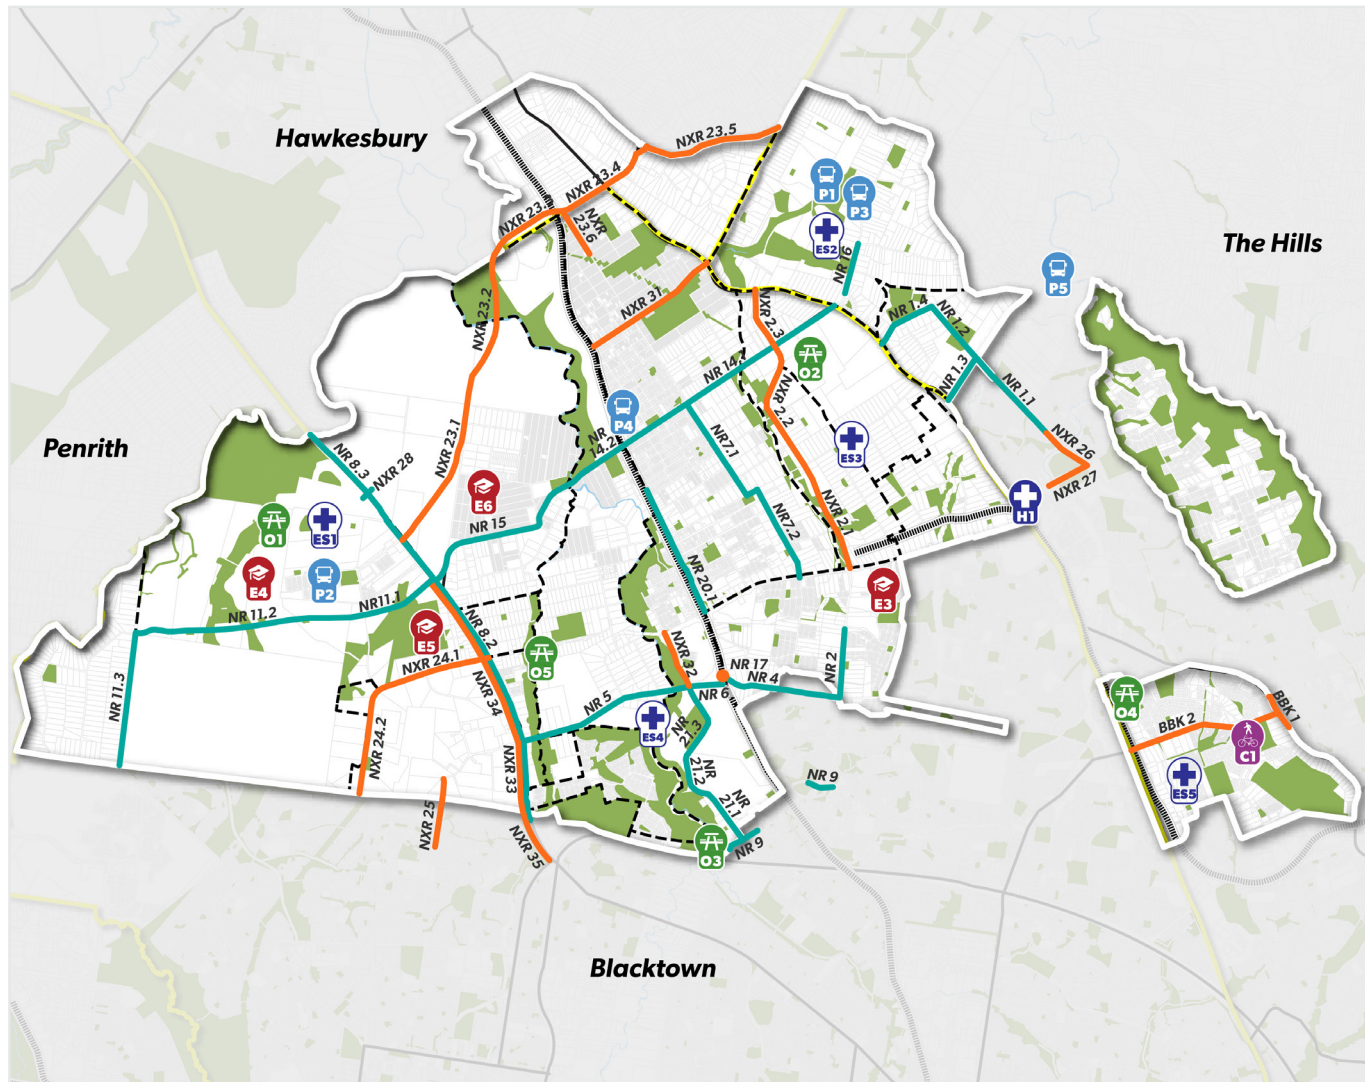 Hawkesbury
NXR 23.5
NXR 23.4
NXR 23.
NXR
23.6
P1
P3
ES2
NR 16
The Hills
P5
NXR 23.2
NXR 31
NXR 2.3
NR 1.4
NR 1.2
NR 1.3
NR 1.1
O2
NR 14.
NXR 2.2
P4
NR
14.2
NR7.1
ES3
NXR 26
NXR 27
H1
Penrith
NR 8.3
NXR 28
NXR 23.1
E6
NR 15
O1
ES1
E4
P2
NR 11.2
NR11.1
E5
NR 8.2
NXR 24.1
NR 11.3
NXR 24.2
NXR 34
NXR 33
NXR 25
NXR 35
O5
NR 5
NXR 32
NR 20.1
NR7.2
NXR 2.1
E3
NR 17
NR 4
NR 6
NR 2
ES4
NR
21.3
NR
21.2
NR
21.1
NR 9
O3
NR 9
O4
BBK 2
BBK 1
C1
ES5
Blacktown